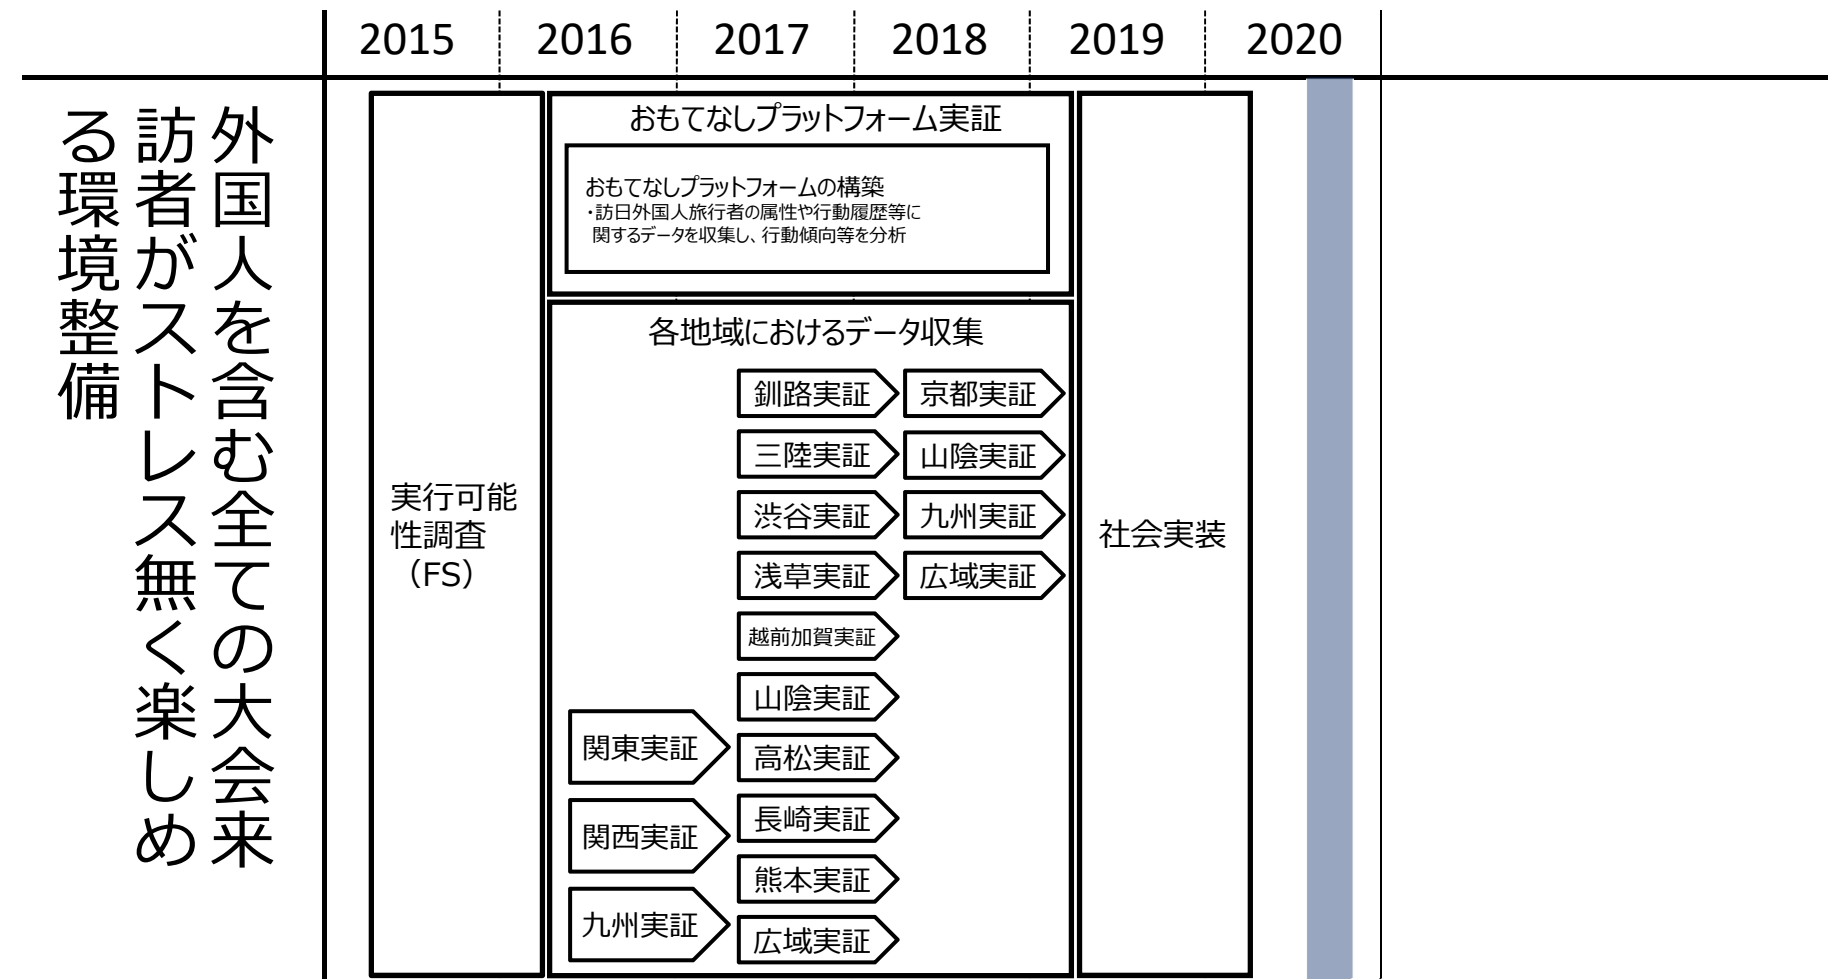 2015 2016 2017 2018 2019 2020
外国人を含む全ての大会来
訪者がストレス無く楽しめ
る環境整備
実行可能
性調査
（FS）
おもてなしプラットフォーム実証
おもてなしプラットフォームの構築
・訪日外国人旅行者の属性や行動履歴等に
関するデータを収集し、行動傾向等を分析
各地域におけるデータ収集
関東実証
関西実証
九州実証
釧路実証
三陸実証
渋谷実証
浅草実証
越前加賀実証
山陰実証
高松実証
長崎実証
熊本実証
広域実証
京都実証
山陰実証
九州実証
広域実証
社会実装